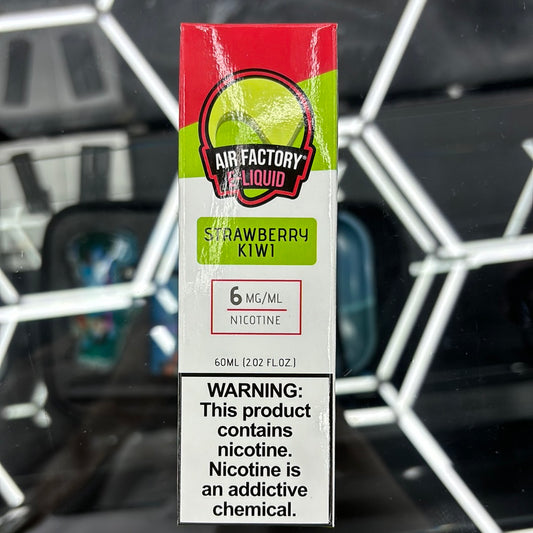 AIR FACTORY®
E-LIQUID
STRAWBERRY
KIWI
6 MG/ML
NICOTINE
60ML (2.02 FL.OZ.)
WARNING:
This product
contains
nicotine.
Nicotine is
an addictive
chemical.